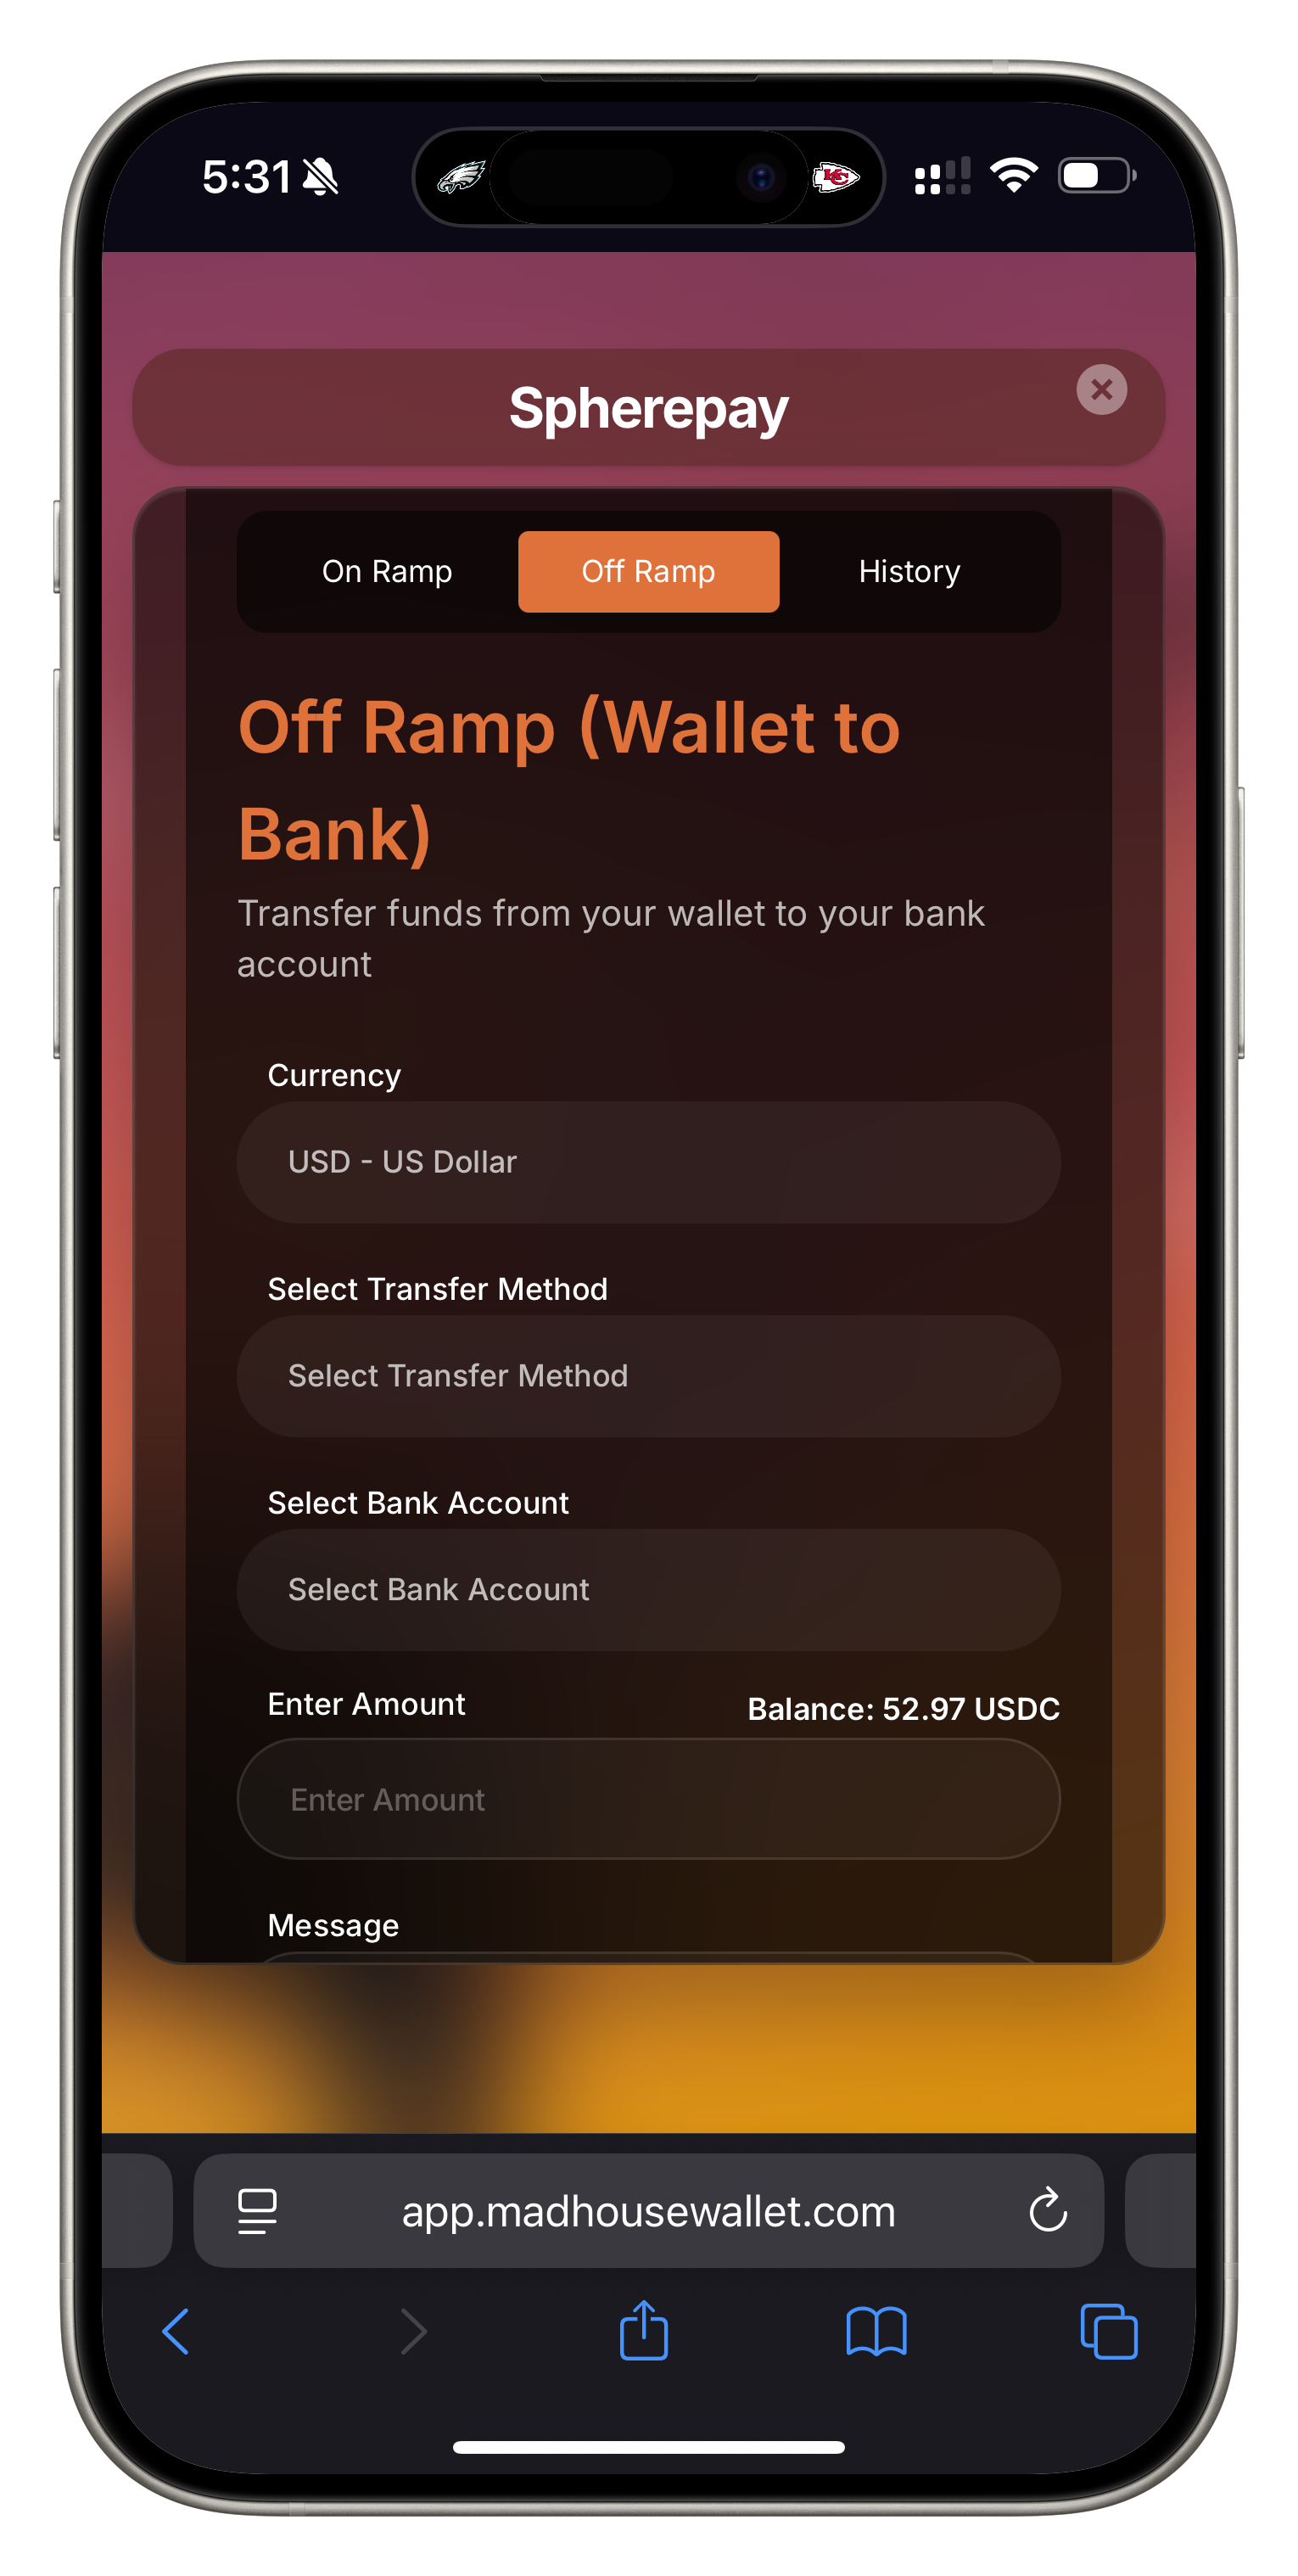 5:31
KC
Spherepay
On Ramp Off Ramp History
Off Ramp (Wallet to
Bank)
Transfer funds from your wallet to your bank
account
Currency
USD - US Dollar
Select Transfer Method
Select Transfer Method
Select Bank Account
Select Bank Account
Enter Amount Balance: 52.97 USDC
Enter Amount
Message
app.madhousewallet.com